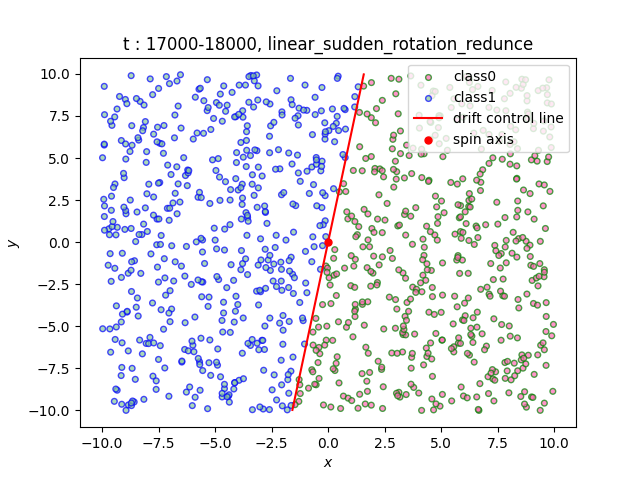 t : 17000-18000, linear_sudden_rotation_redunce
class0
class1
drift control line
spin axis
10.0
7.5
5.0
2.5
0.0
−2.5
−5.0
−7.5
−10.0
y
−10.0 −7.5 −5.0 −2.5 0.0 2.5 5.0 7.5 10.0
x